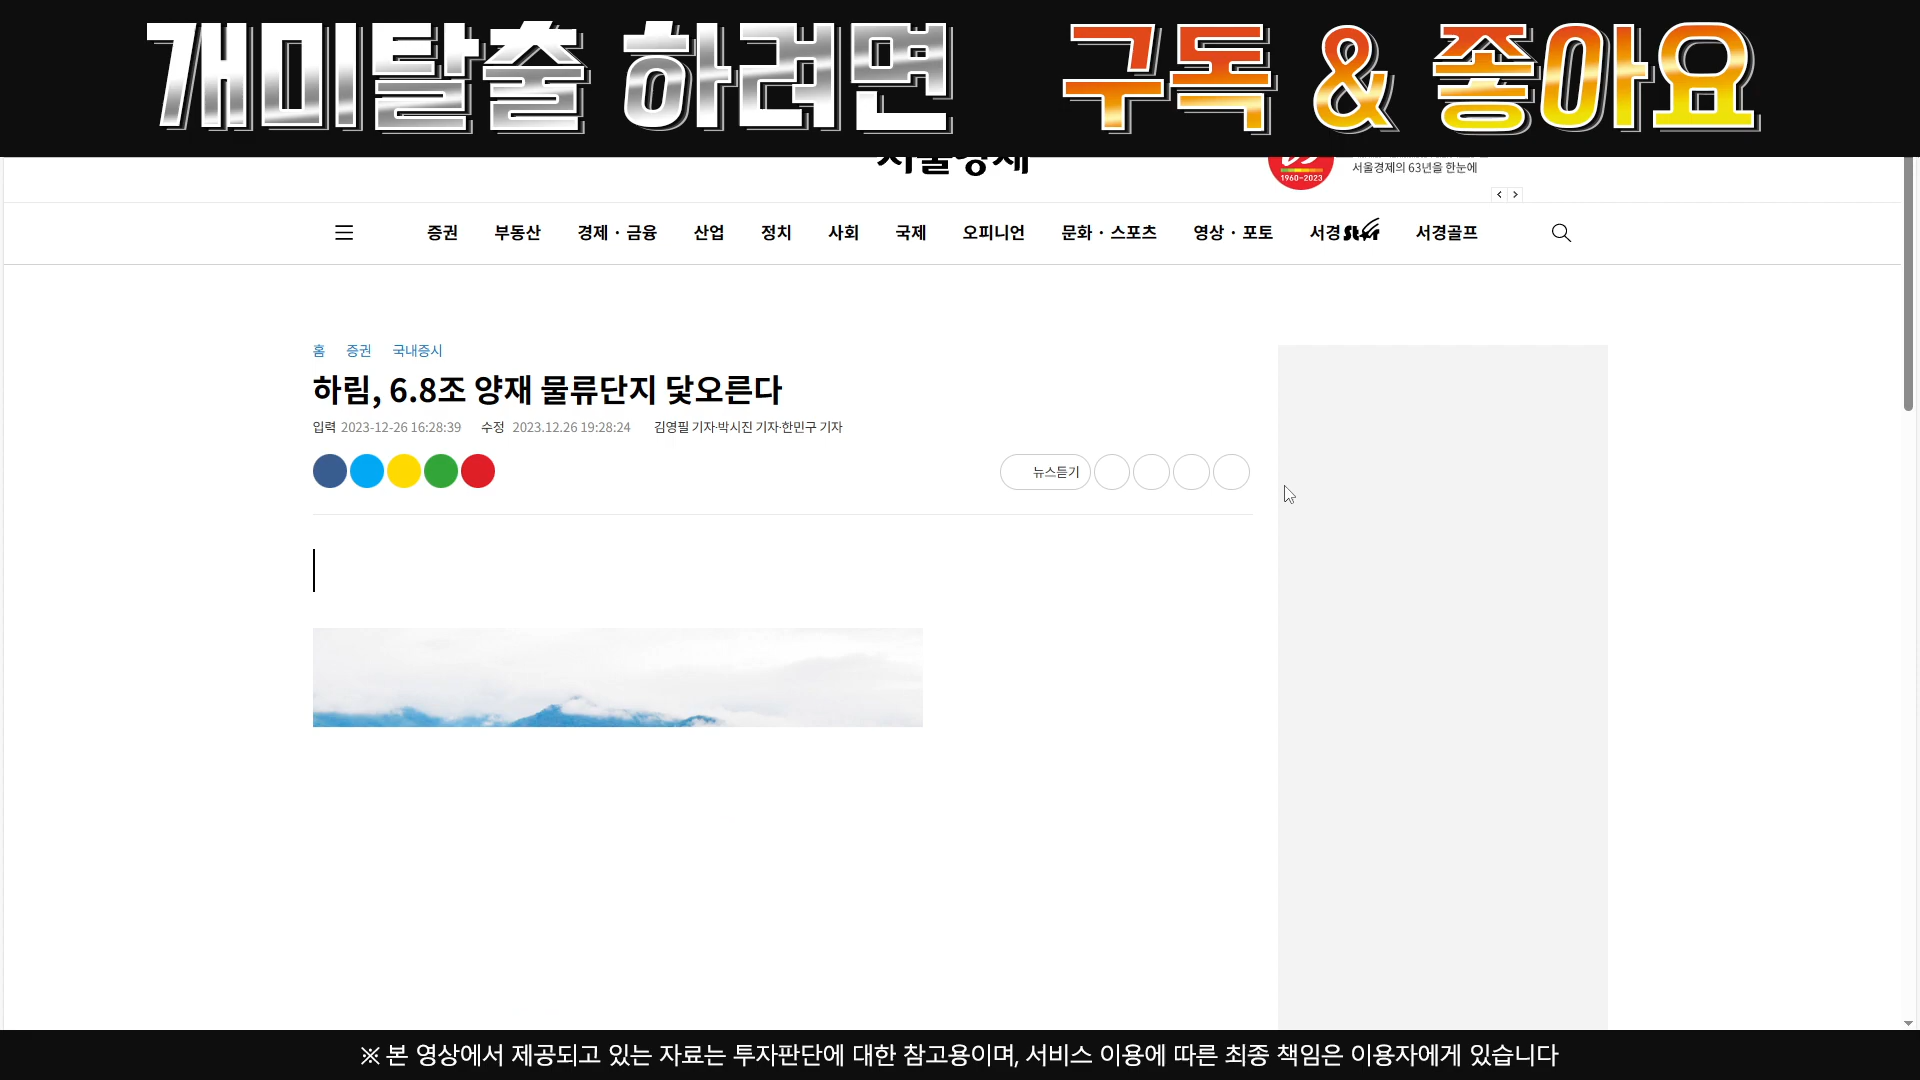 개미탈출 하려면 구독 & 좋아요
서울경제
1960-2023
서울경제의 63년을 한눈에
증권 부동산 경제 · 금융 산업 정치 사회 국제 오피니언 문화 · 스포츠 영상 · 포토 서경 star 서경골프
홈 증권 국내증시
하림, 6.8조 양재 물류단지 닻오른다
입력 2023-12-26 16:28:39 수정 2023.12.26 19:28:24 김영필 기자·박시진 기자·한민구 기자
뉴스듣기
※ 본 영상에서 제공되고 있는 자료는 투자판단에 대한 참고용이며, 서비스 이용에 따른 최종 책임은 이용자에게 있습니다